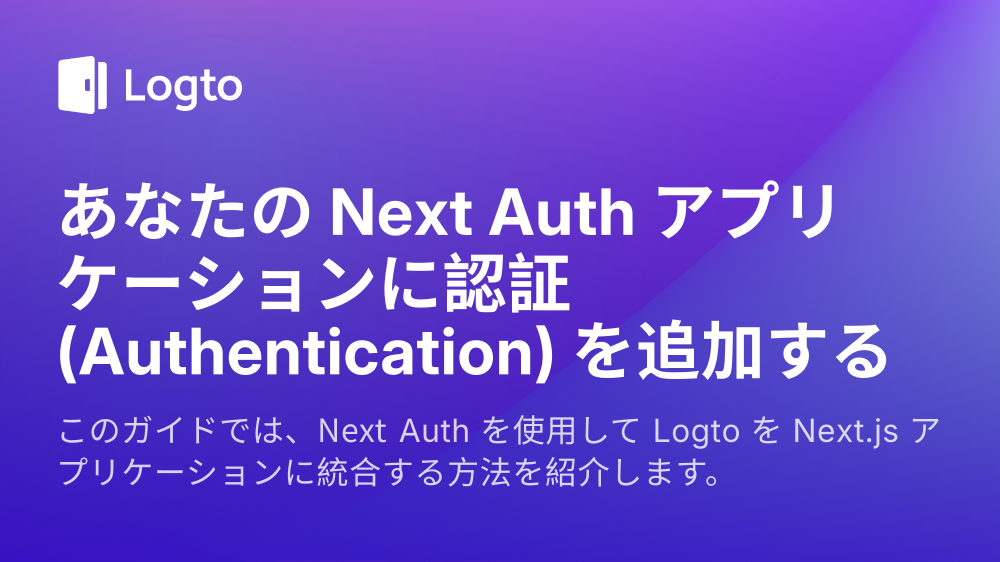 Logto
あなたの Next Auth アプリ
ケーションに認証
(Authentication) を追加する
このガイドでは、Next Auth を使用して Logto を Next.js ア
プリケーションに統合する方法を紹介します。